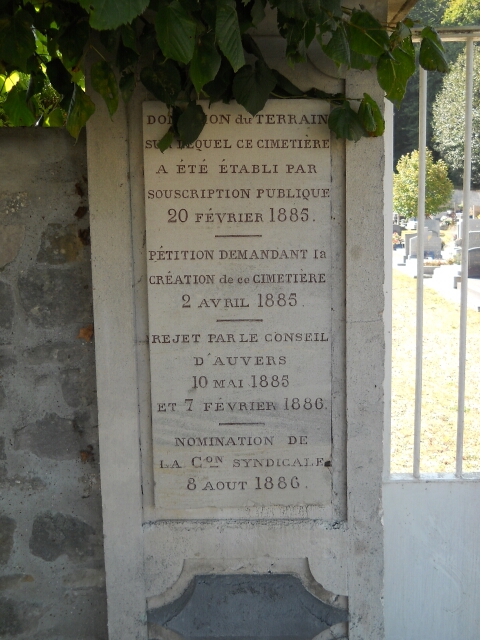 DONATION du TERRAIN
SUR LEQUEL CE CIMETIÈRE
A ÉTÉ ÉTABLI PAR
SOUSCRIPTION PUBLIQUE
20 FÉVRIER 1885.
PÉTITION DEMANDANT la
CRÉATION de ce CIMETIÈRE
2 AVRIL 1885.
REJET PAR LE CONSEIL
D'AUVERS
10 MAI 1885
ET 7 FÉVRIER 1886.
NOMINATION DE
LA CON SYNDICALE
8 AOUT 1886.